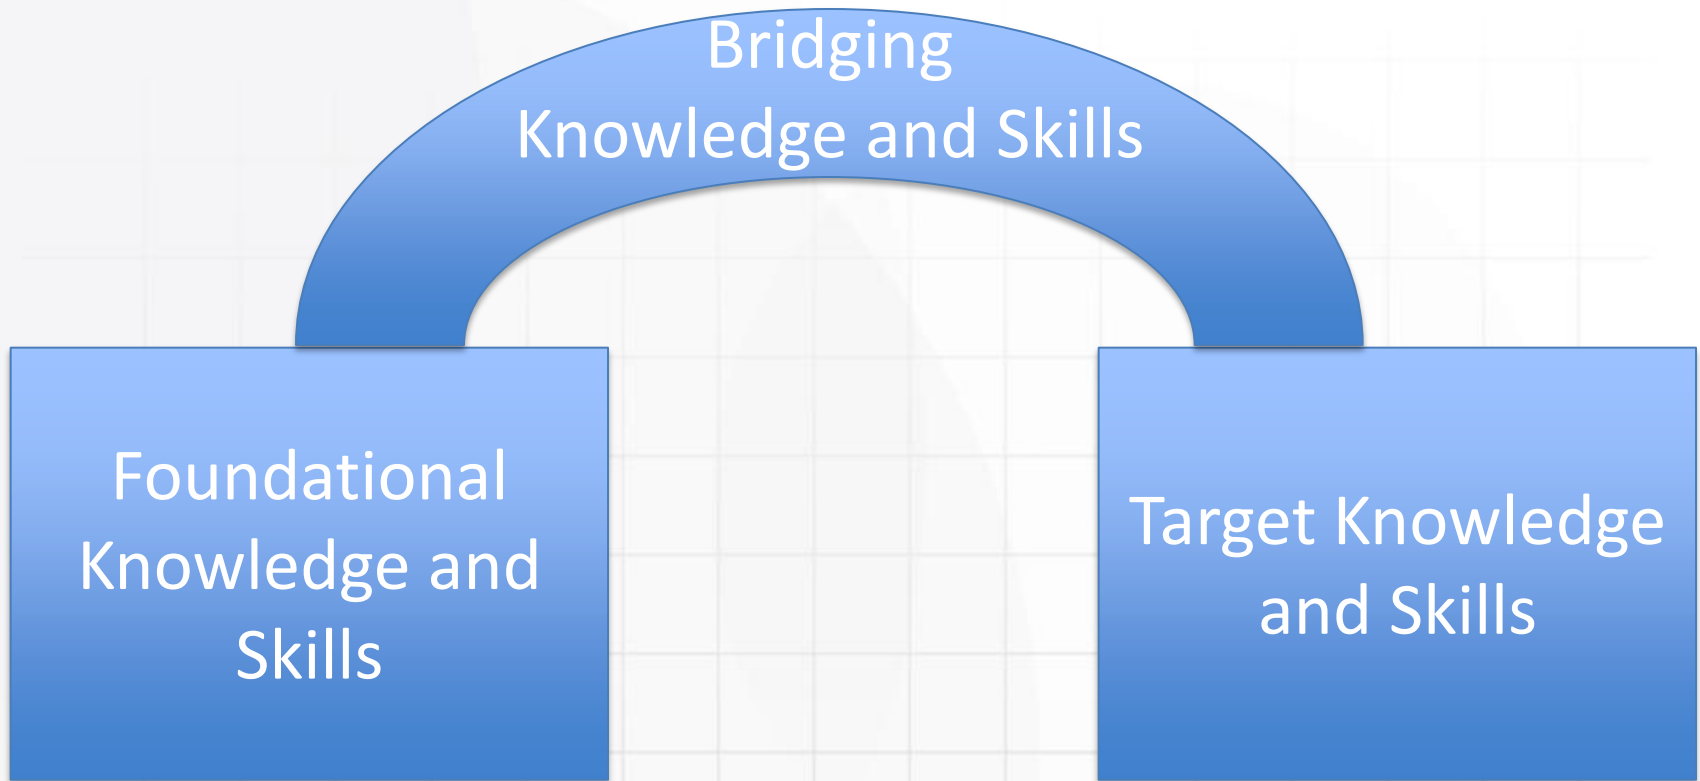 Bridging
Knowledge and Skills
Foundational
Knowledge and
Skills
Target Knowledge
and Skills